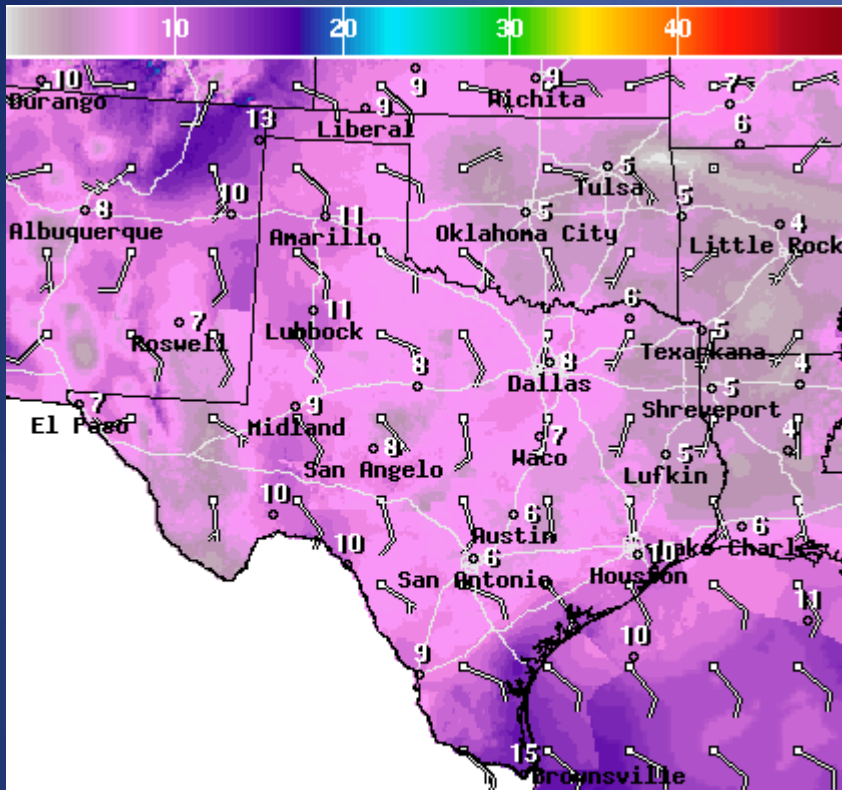 10 20 30 40
9
10 9 7
Durango Wichita
9
13 Liberal 6
5
Tulsa
8 10 11 5 5 4
Albuquerque Amarillo Oklahoma City Little Rock
11 6
7 5
Roswell Lubbock Texarkana
8 8
Dallas
5 4
7 9 Shreveport
El Paso Midland
8 7 5 4
San Angelo Waco Lufkin
10 6 6
Austin
10 6 10 Lake Charles
San Antonio Houston
11
10
9
15
Brownsville